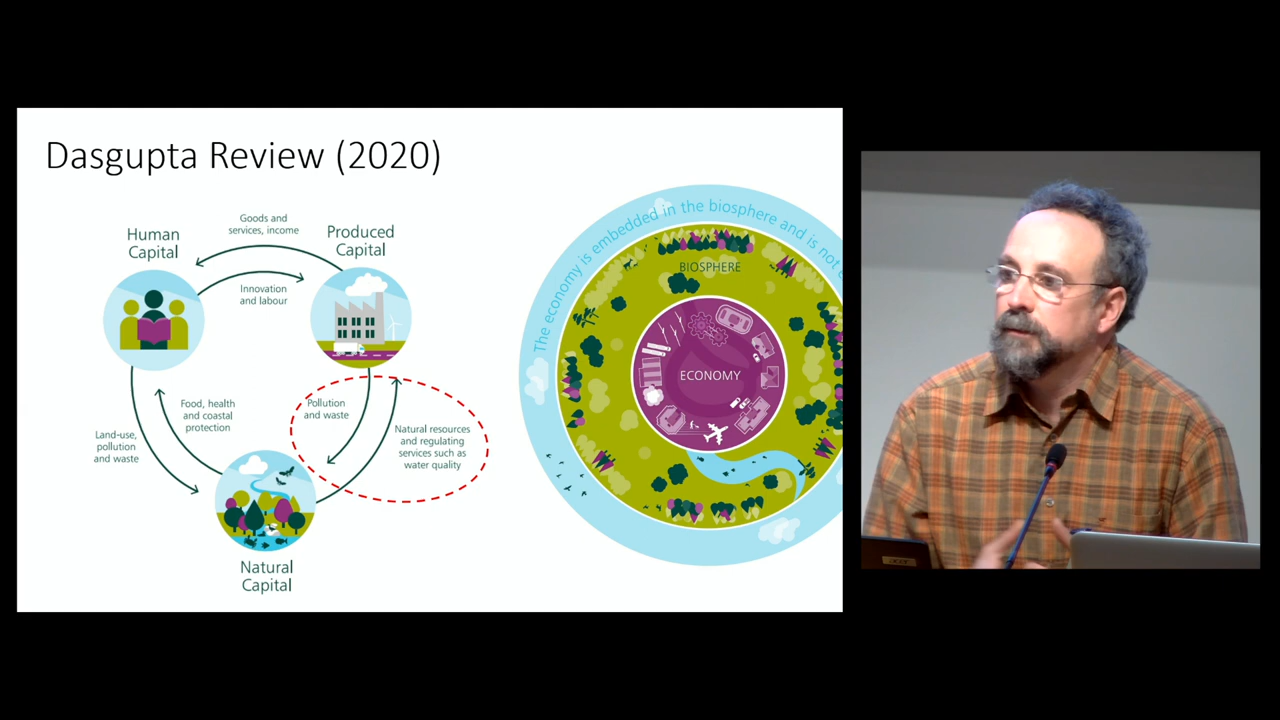 Dasgupta Review (2020)
Goods and
services, income
Human
Capital
Produced
Capital
Innovation
and labour
Food, health
and coastal
protection
Land-use,
pollution
and waste
Pollution
and waste
Natural resources
and regulating
services such as
water quality
Natural
Capital
The economy is embedded in the biosphere and is not
BIOSPHERE
ECONOMY
acer